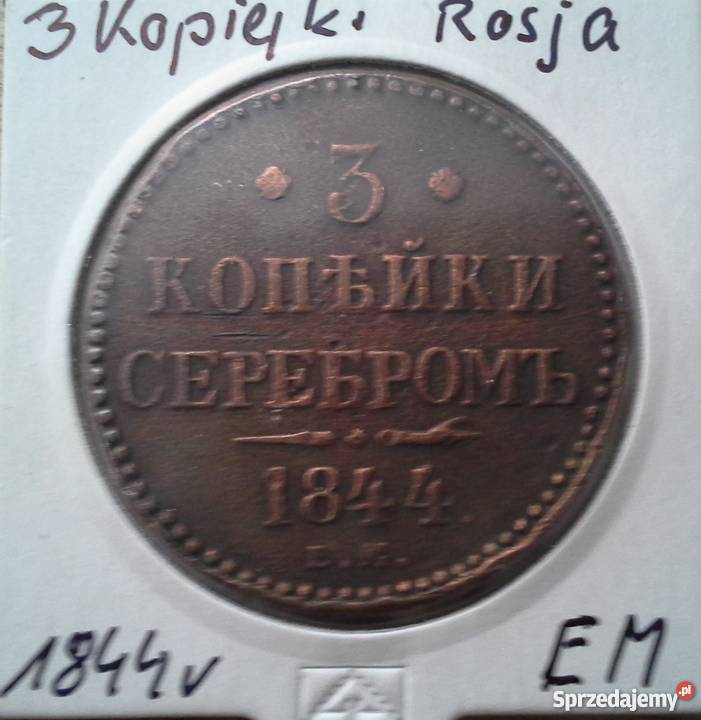 3 Kopiejki Rosja
3
КОПѢЙКИ
СЕРЕБРОМЪ
1844.
Е.М.
1844r EM
Sprzedajemy.pl